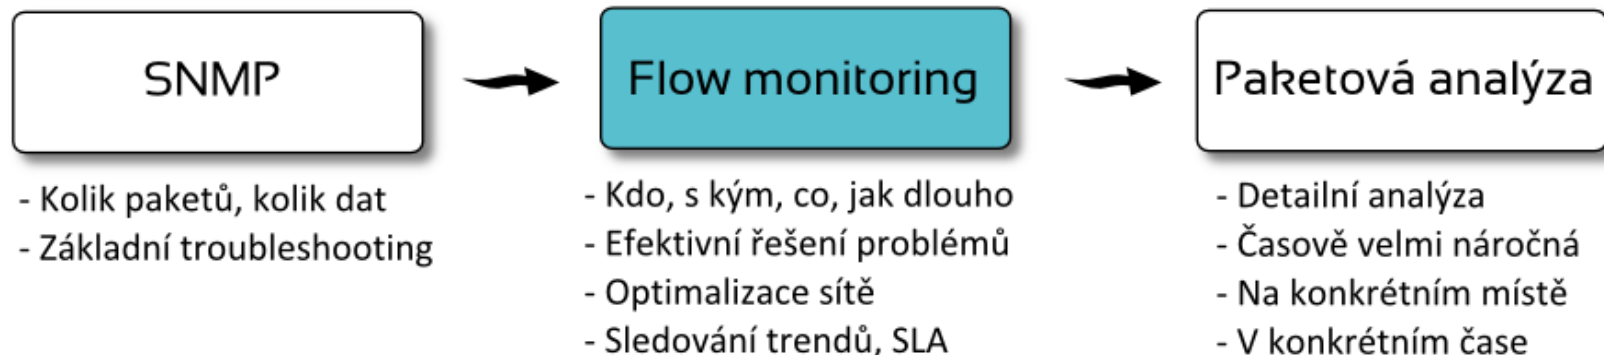 SNMP
- Kolik paketů, kolik dat
- Základní troubleshooting
Flow monitoring
- Kdo, s kým, co, jak dlouho
- Efektivní řešení problémů
- Optimalizace sítě
- Sledování trendů, SLA
Paketová analýza
- Detailní analýza
- Časově velmi náročná
- Na konkrétním místě
- V konkrétním čase